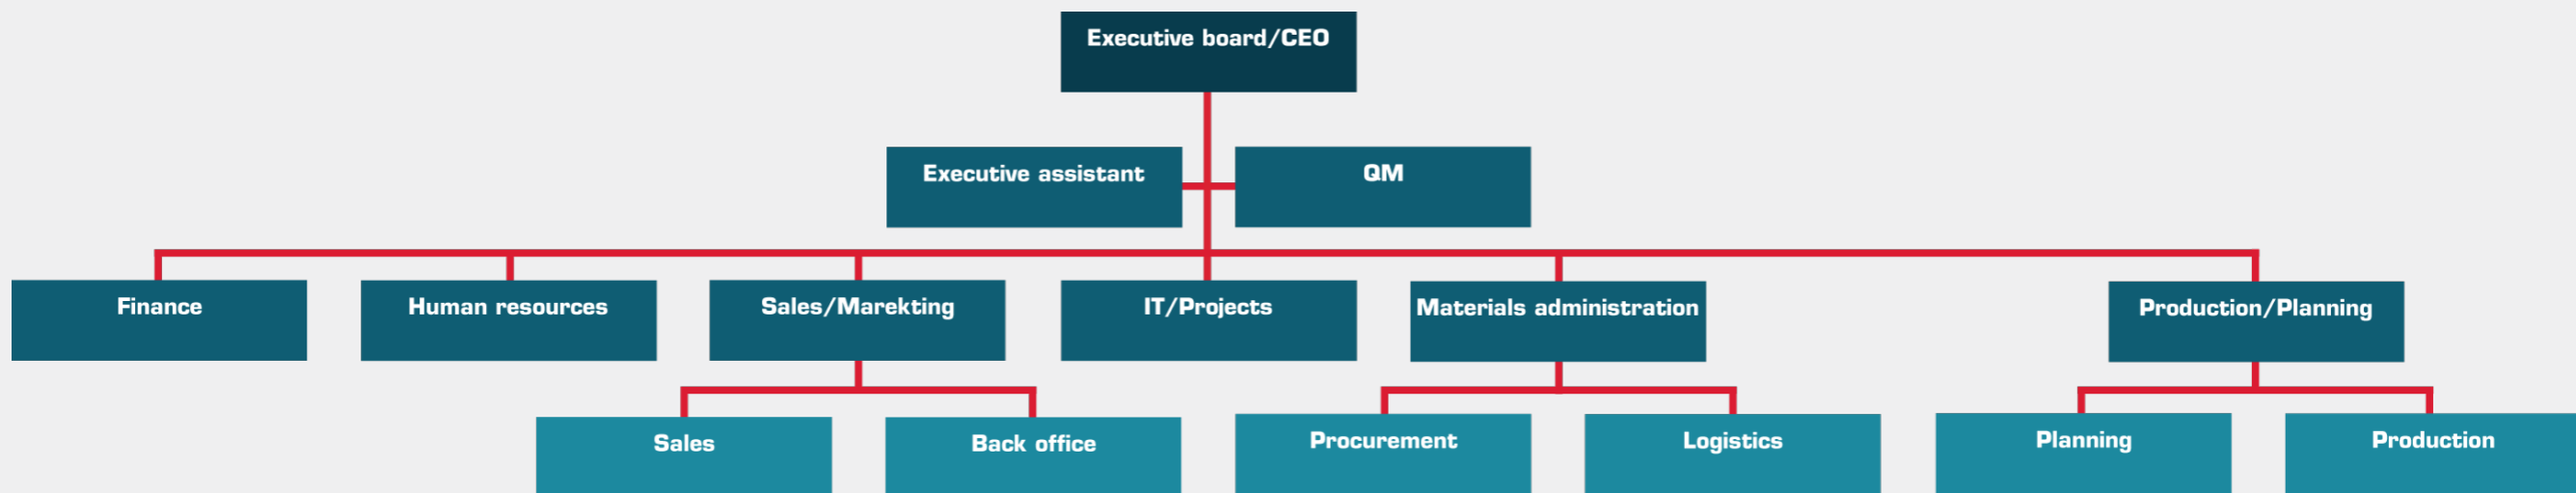 Executive board/CEO
Executive assistant
QM
Finance
Human resources
Sales/Marekting
IT/Projects
Materials administration
Production/Planning
Sales
Back office
Procurement
Logistics
Planning
Production